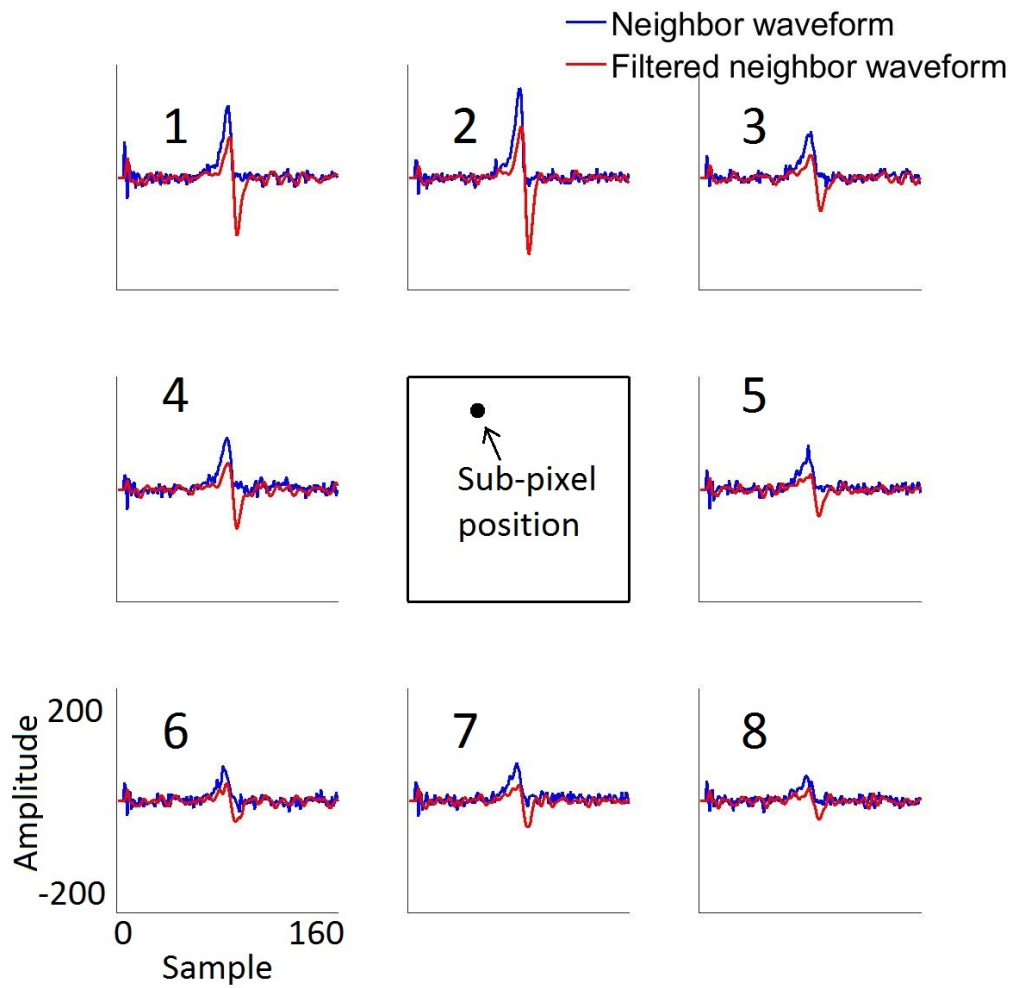 Neighbor waveform
Filtered neighbor waveform
1
2
3
4
5
Sub-pixel
position
6
7
8
200
Amplitude
-200
0
160
Sample